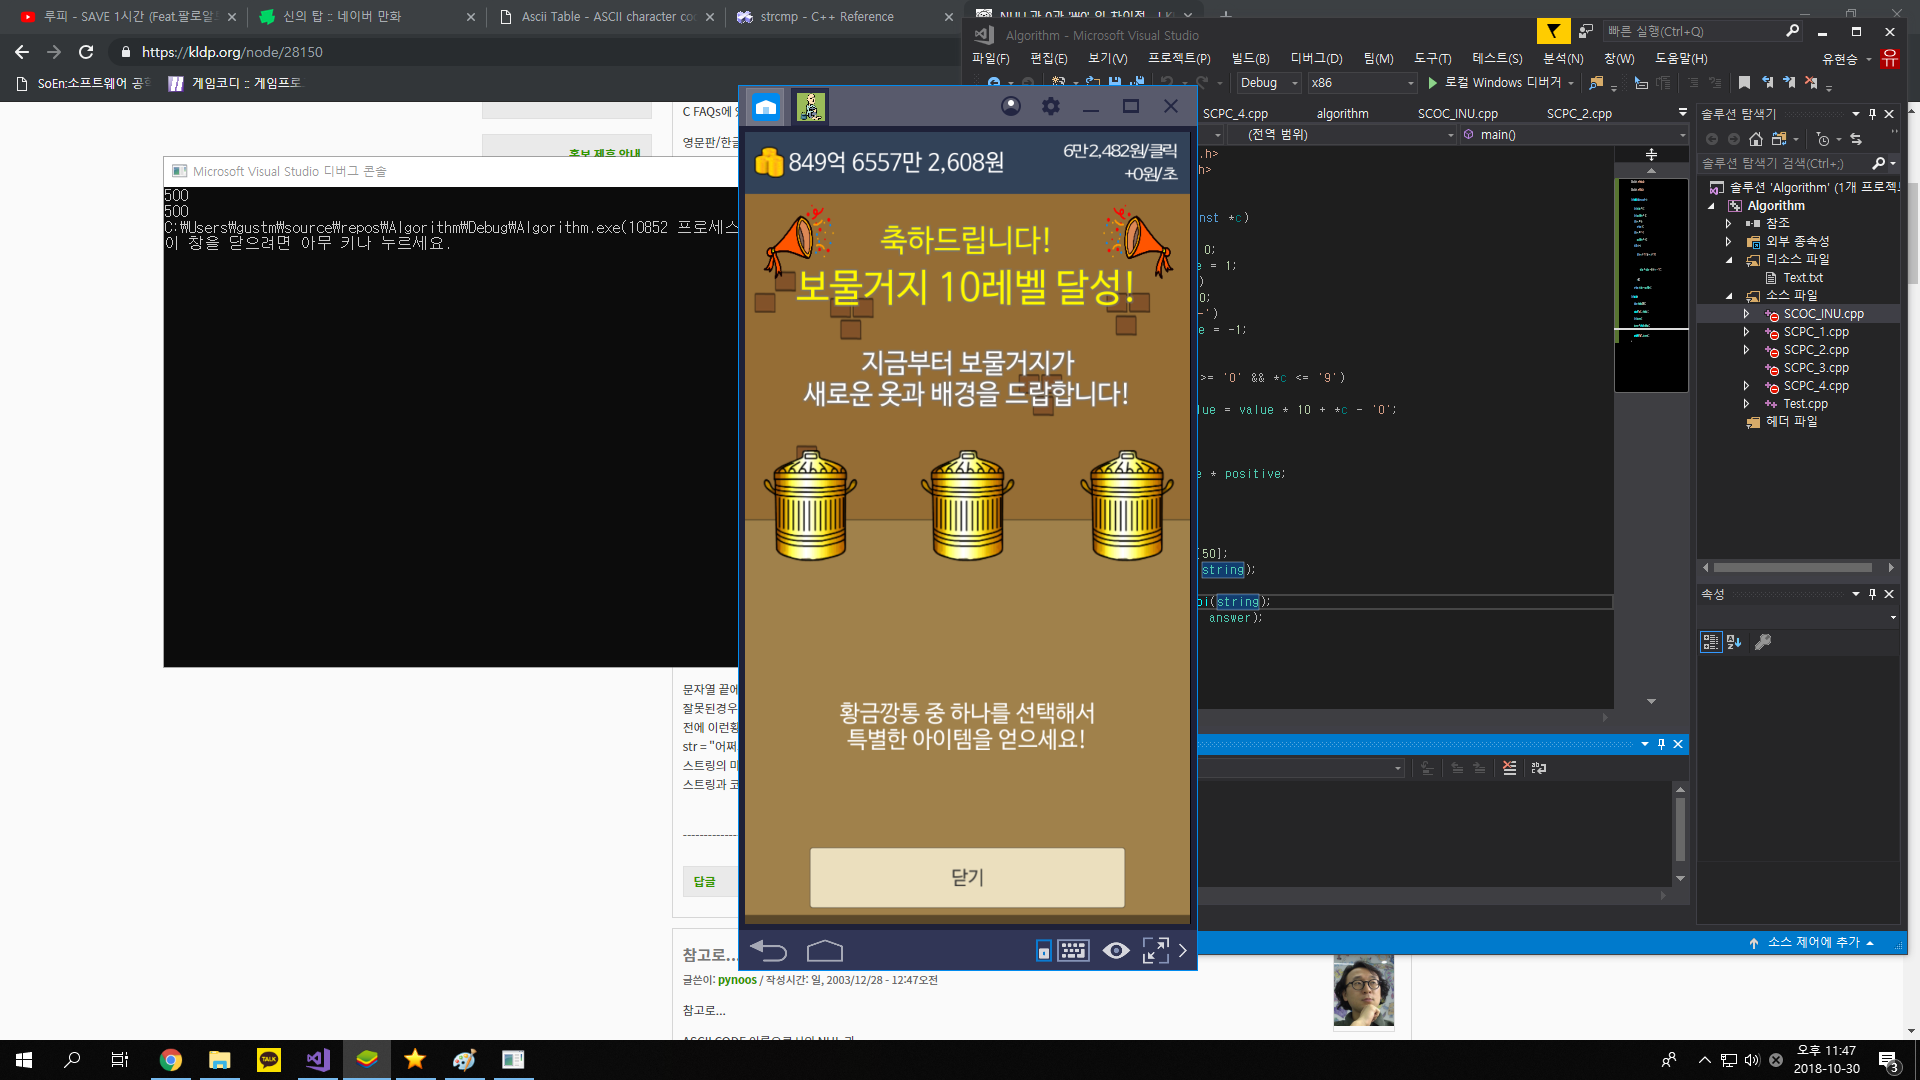 루피 - SAVE 1시간 (Feat.팔로알
신의 탑 :: 네이버 만화
Ascii Table - ASCII character co
strcmp - C++ Reference
https://kldp.org/node/28150
SoEn:소프트웨어 공
게임코디 :: 게임프로
C FAQs에
영문판/한글
홍보 제휴 안내
Microsoft Visual Studio 디버그 콘솔
500
500
C:\Users\gustm\source\repos\Algorithm\Debug\Algorithm.exe(10852 프로세스
이 창을 닫으려면 아무 키나 누르세요.
문자열 끝에
잘못된경우
전에 이런황
str = "어쩌
스트링의 마
스트링과 코
답글
참고로...
글쓴이: pynoos / 작성시간: 일, 2003/12/28 - 12:47오전
참고로...
849억 6557만 2,608원
6만2,482원/클릭
+0원/초
축하드립니다!
보물거지 10레벨 달성!
지금부터 보물거지가
새로운 옷과 배경을 드랍합니다!
황금깡통 중 하나를 선택해서
특별한 아이템을 얻으세요!
닫기
Algorithm - Microsoft Visual Studio
빠른 실행(Ctrl+Q)
파일(F) 편집(E) 보기(V) 프로젝트(P) 빌드(B) 디버그(D) 팀(M) 도구(T) 테스트(S) 분석(N) 창(W) 도움말(H) 유현승 유
Debug x86 로컬 Windows 디버거
SCPC_4.cpp algorithm SCOC_INU.cpp SCPC_2.cpp
(전역 범위) main()
.h>
h>
nst *c)
0;
e = 1;
)
0;
-')
e = -1;
>= '0' && *c <= '9')
lue = value * 10 + *c - '0';
e * positive;
[50];
string);
oi(string);
answer);
솔루션 탐색기
솔루션 탐색기 검색(Ctrl+;)
솔루션 'Algorithm' (1개 프로젝트
Algorithm
참조
외부 종속성
리소스 파일
Text.txt
소스 파일
SCOC_INU.cpp
SCPC_1.cpp
SCPC_2.cpp
SCPC_3.cpp
SCPC_4.cpp
Test.cpp
헤더 파일
속성
소스 제어에 추가
TALK
오후 11:47
2018-10-30
3